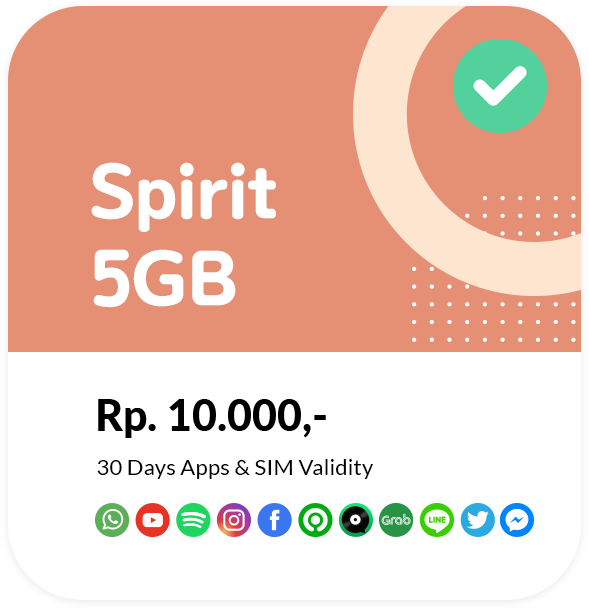 Spirit
5GB
Rp. 10.000,-
30 Days Apps & SIM Validity
Grab
LINE